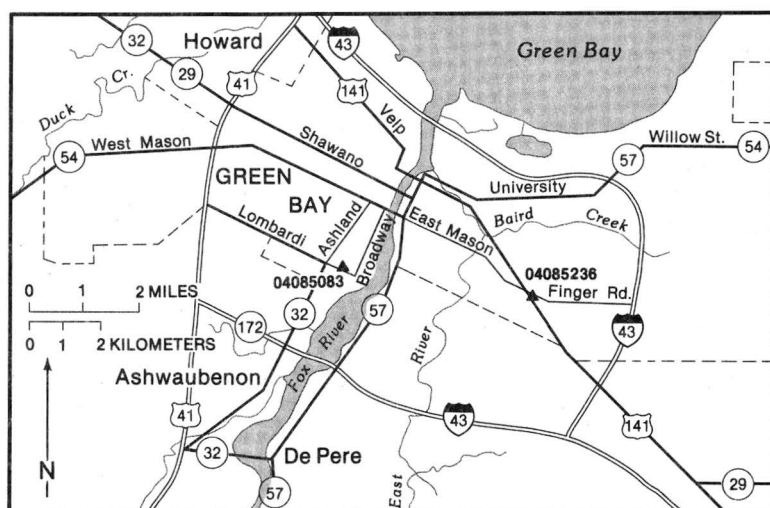 32
Howard
43
Green Bay
29
41
141
Duck Cr.
Velp
West Mason
Shawano
Willow St.
54
57
54
GREEN
BAY
University
Lombardi
Ashland
Broadway
East Mason
Baird Creek
04085083
04085236
Finger Rd.
0 1 2 MILES
0 1 2 KILOMETERS
172
32
57
43
Fox River
River
Ashwaubenon
41
43
141
N
32
De Pere
East
57
29